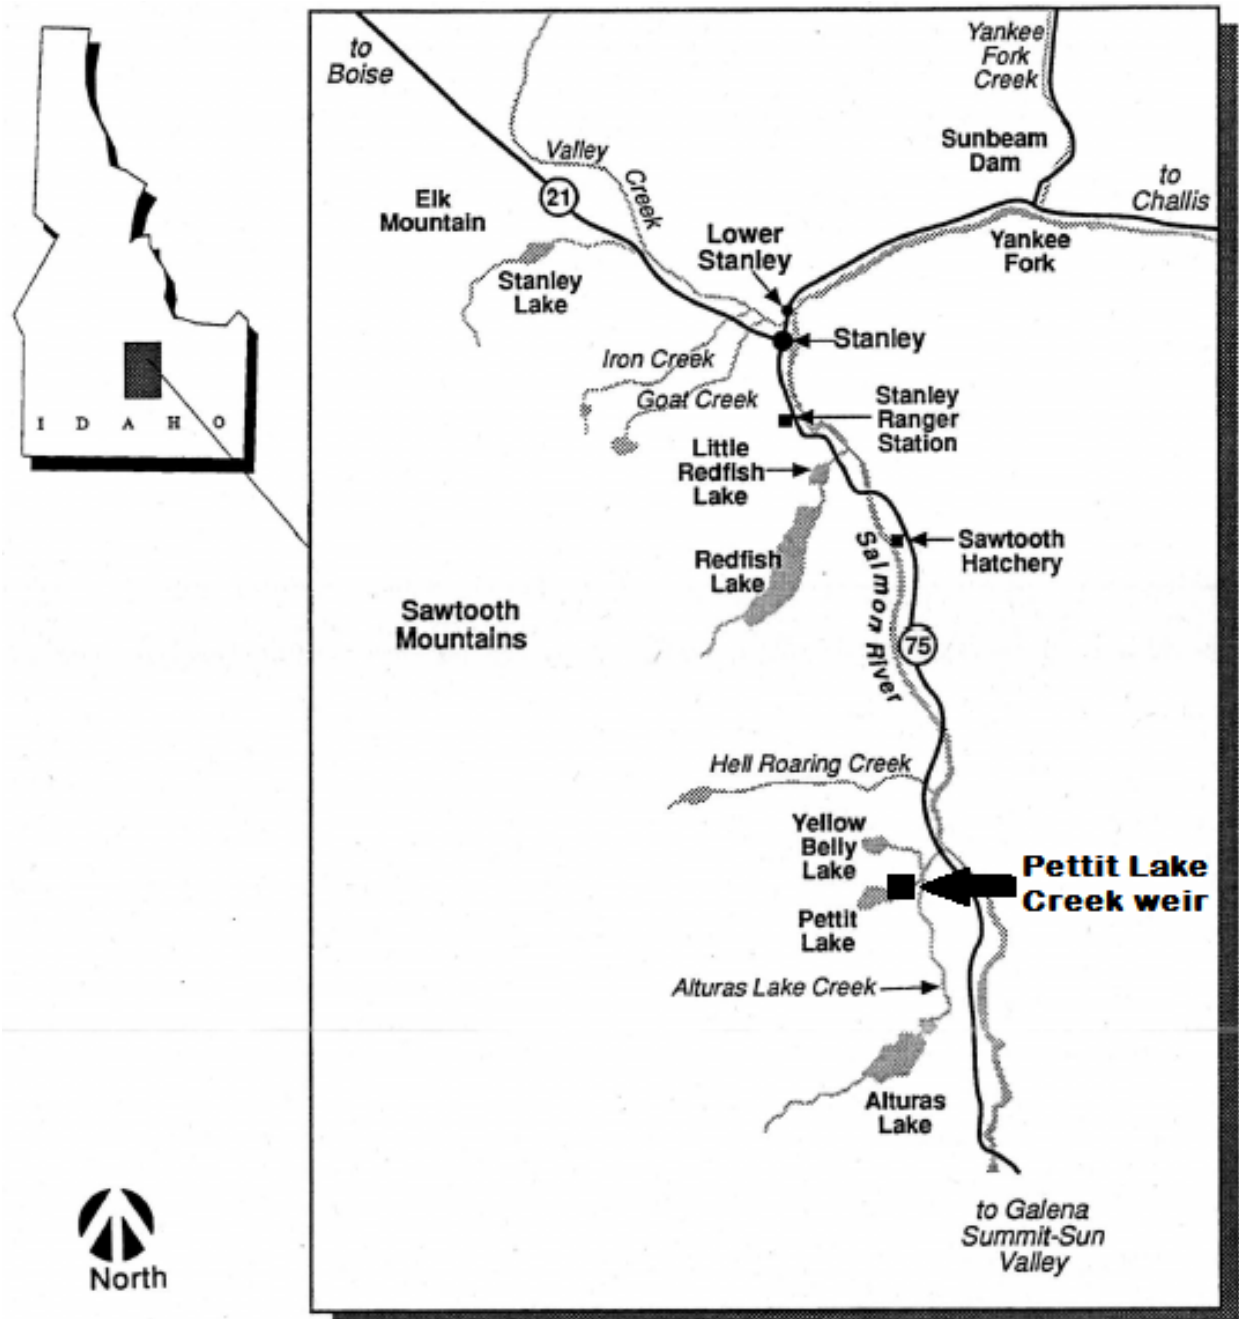 to
Boise
Yankee
Fork
Creek
Sunbeam
Dam
to
Challis
Valley
Creek
21
Elk
Mountain
Lower
Stanley
Yankee
Fork
Stanley
Lake
Stanley
Iron Creek
Goat Creek
Stanley
Ranger
Station
Little
Redfish
Lake
I D A H O
Redfish
Lake
Salmon River
Sawtooth
Hatchery
Sawtooth
Mountains
75
Hell Roaring Creek
Yellow
Belly
Lake
Pettit Lake
Creek weir
Pettit
Lake
Alturas Lake Creek
Alturas
Lake
to Galena
Summit-Sun
Valley
North